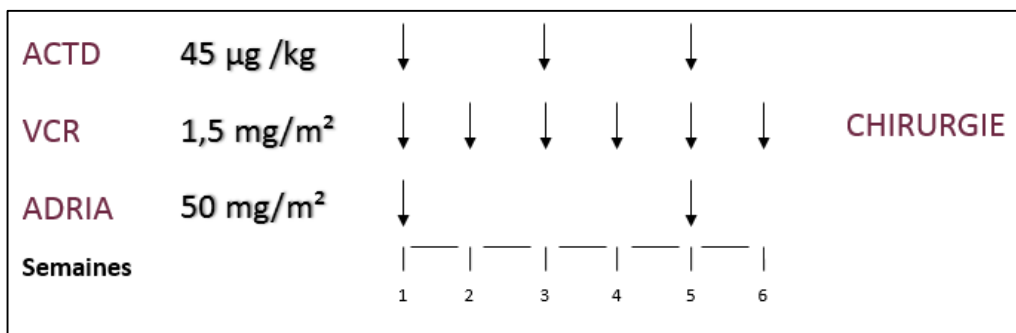 ACTD 45 µg /kg
VCR 1,5 mg/m²
CHIRURGIE
ADRIA 50 mg/m²
Semaines
1 2 3 4 5 6